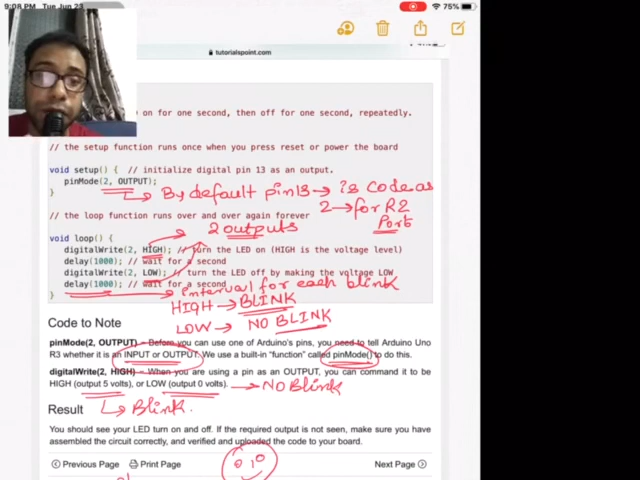 9:08 PM Tue Jun 23
75%
tutorialspoint.com
on for one second, then off for one second, repeatedly.
// the setup function runs once when you press reset or power the board
void setup() { // initialize digital pin 13 as an output.
pinMode(2, OUTPUT);
}
By default pin13 → is code as
2 → for R2
Port
// the loop function runs over and over again forever
2 outputs
void loop() {
digitalWrite(2, HIGH); // turn the LED on (HIGH is the voltage level)
delay(1000); // wait for a second
digitalWrite(2, LOW); // turn the LED off by making the voltage LOW
delay(1000); // wait for a second
}
interval for each blink
HIGH → BLINK
LOW → NO BLINK
Code to Note
pinMode(2, OUTPUT) – Before you can use one of Arduino's pins, you need to tell Arduino Uno
R3 whether it is an INPUT or OUTPUT. We use a built-in "function" called pinMode() to do this.
digitalWrite(2, HIGH) – When you are using a pin as an OUTPUT, you can command it to be
HIGH (output 5 volts), or LOW (output 0 volts).
→ NO Blink
Blink.
Result
You should see your LED turn on and off. If the required output is not seen, make sure you have
assembled the circuit correctly, and verified and uploaded the code to your board.
Previous Page
Print Page
Next Page